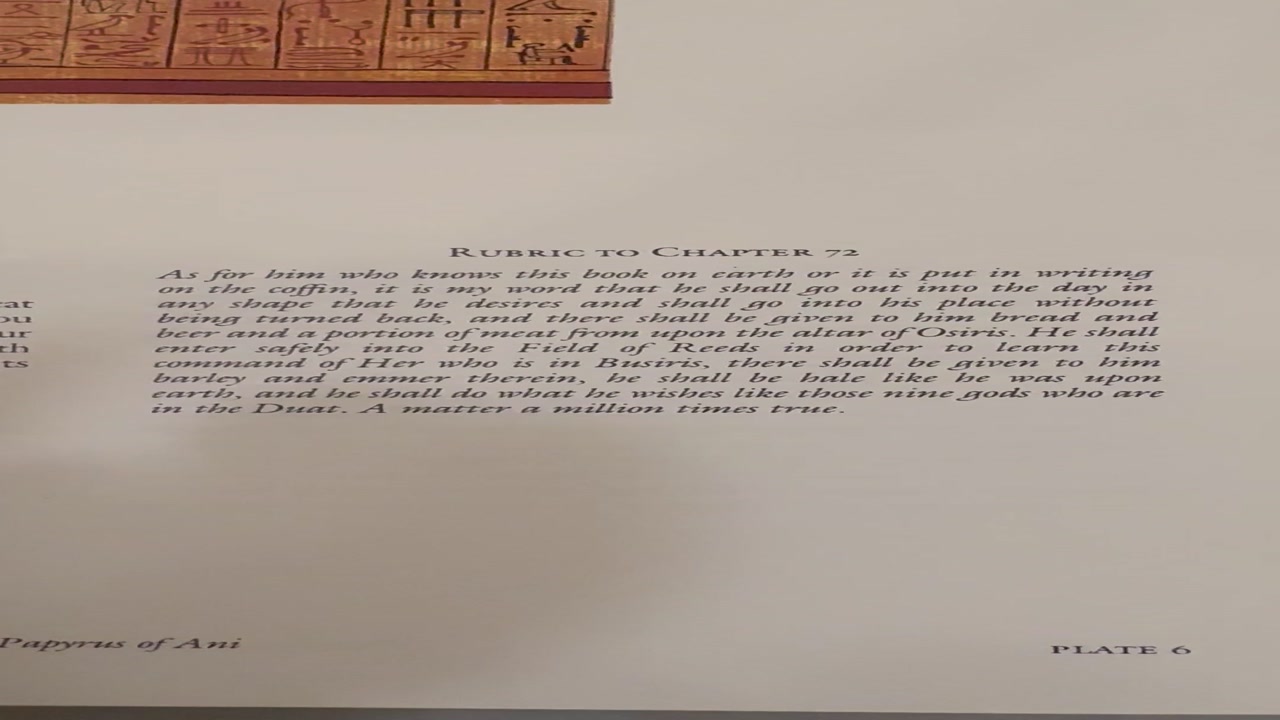 RUBRIC TO CHAPTER 72
As for him who knows this book on earth or it is put in writing
on the coffin, it is my word that he shall go out into the day in
any shape that he desires and shall go into his place without
being turned back, and there shall be given to him bread and
beer and a portion of meat from upon the altar of Osiris. He shall
enter safely into the Field of Reeds in order to learn this
command of Her who is in Busiris, there shall be given to him
barley and emmer therein, he shall be hale like he was upon
earth, and he shall do what he wishes like those nine gods who are
in the Duat. A matter a million times true.
Papyrus of Ani
PLATE 6